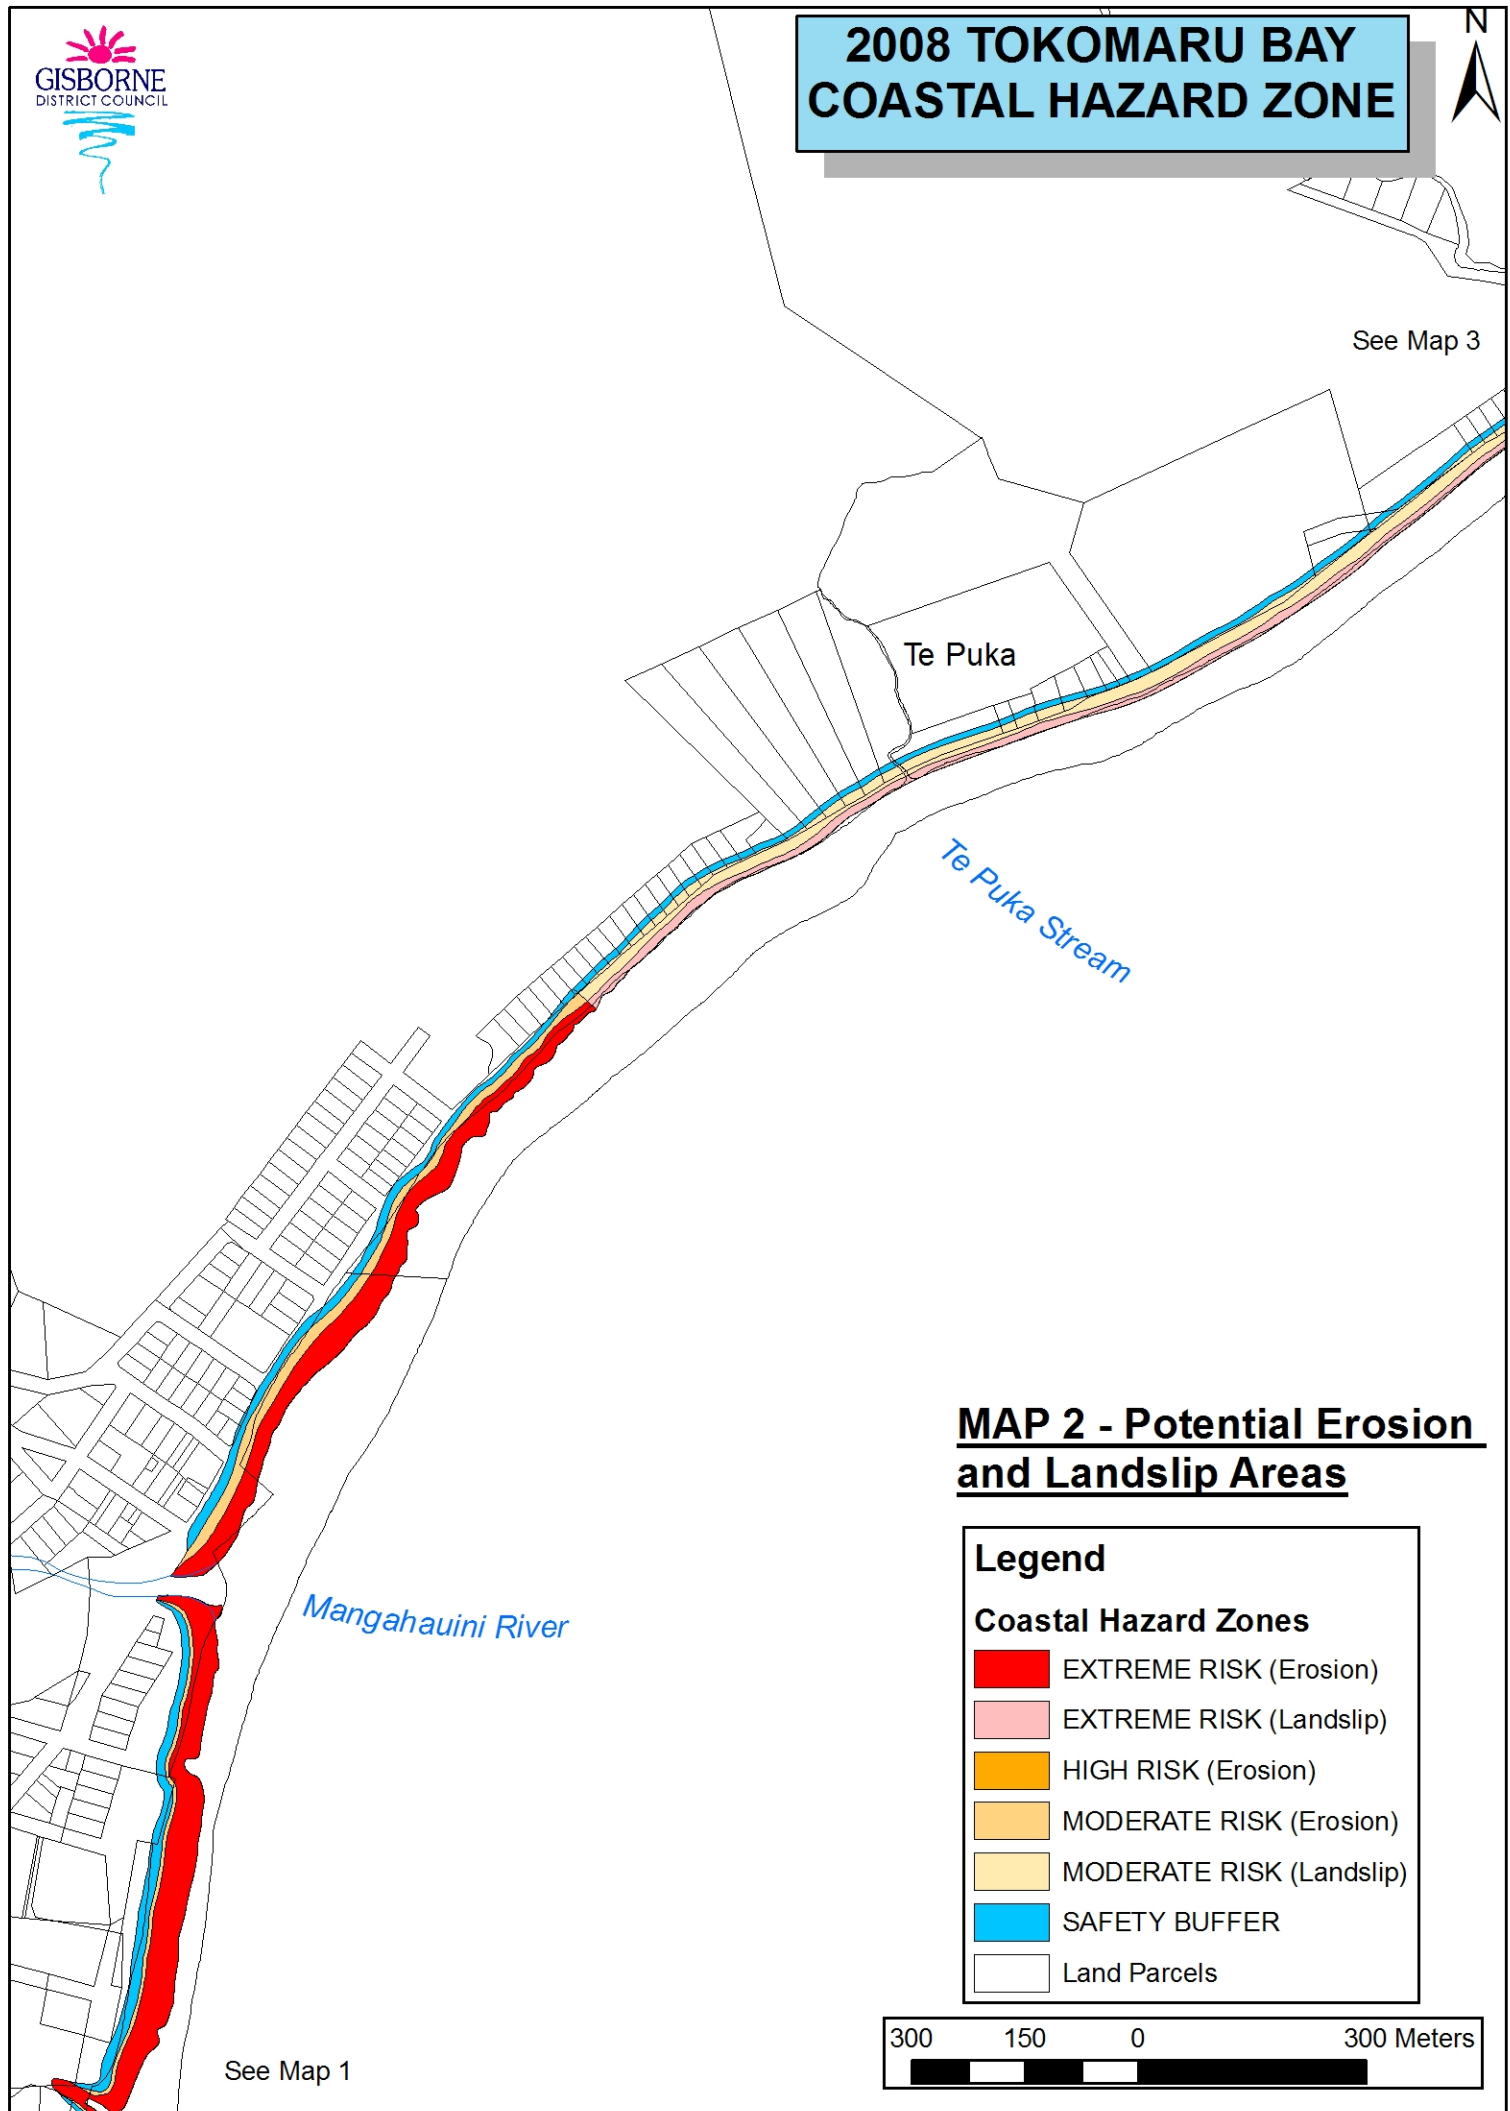 GISBORNE
DISTRICT COUNCIL
2008 TOKOMARU BAY
COASTAL HAZARD ZONE
N
See Map 3
Te Puka
Te Puka Stream
Mangahauini River
See Map 1
MAP 2 - Potential Erosion
and Landslip Areas
Legend
Coastal Hazard Zones
EXTREME RISK (Erosion)
EXTREME RISK (Landslip)
HIGH RISK (Erosion)
MODERATE RISK (Erosion)
MODERATE RISK (Landslip)
SAFETY BUFFER
Land Parcels
300 150 0 300 Meters